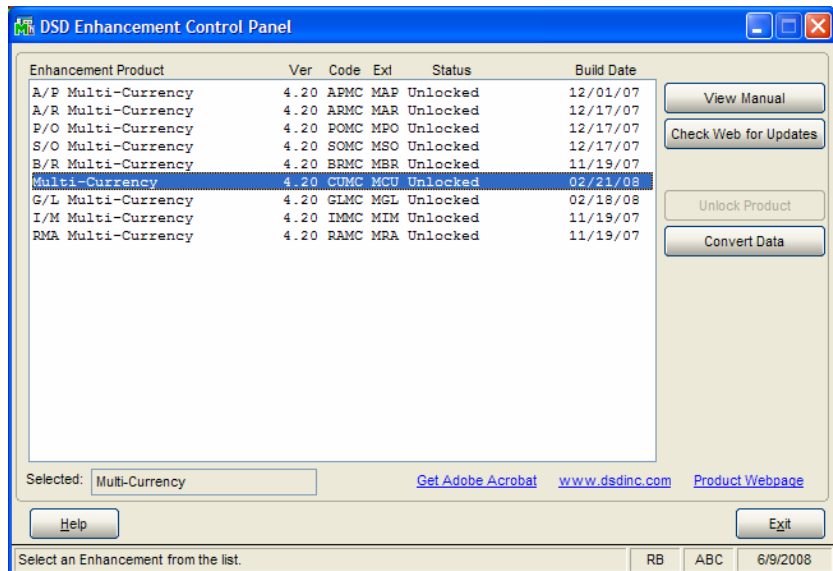 DSD Enhancement Control Panel
Enhancement Product Ver Code Ext Status Build Date
A/P Multi-Currency 4.20 APMC MAP Unlocked 12/01/07
A/R Multi-Currency 4.20 ARMC MAR Unlocked 12/17/07
P/O Multi-Currency 4.20 POMC MPO Unlocked 12/17/07
S/O Multi-Currency 4.20 SOMC MSO Unlocked 12/17/07
B/R Multi-Currency 4.20 BRMC MBR Unlocked 11/19/07
Multi-Currency 4.20 CUMC MCU Unlocked 02/21/08
G/L Multi-Currency 4.20 GLMC MGL Unlocked 02/18/08
I/M Multi-Currency 4.20 IMMC MIM Unlocked 11/19/07
RMA Multi-Currency 4.20 RAMC MRA Unlocked 11/19/07
View Manual
Check Web for Updates
Unlock Product
Convert Data
Selected: Multi-Currency Get Adobe Acrobat www.dsdinc.com Product Webpage
Help Exit
Select an Enhancement from the list. RB ABC 6/9/2008